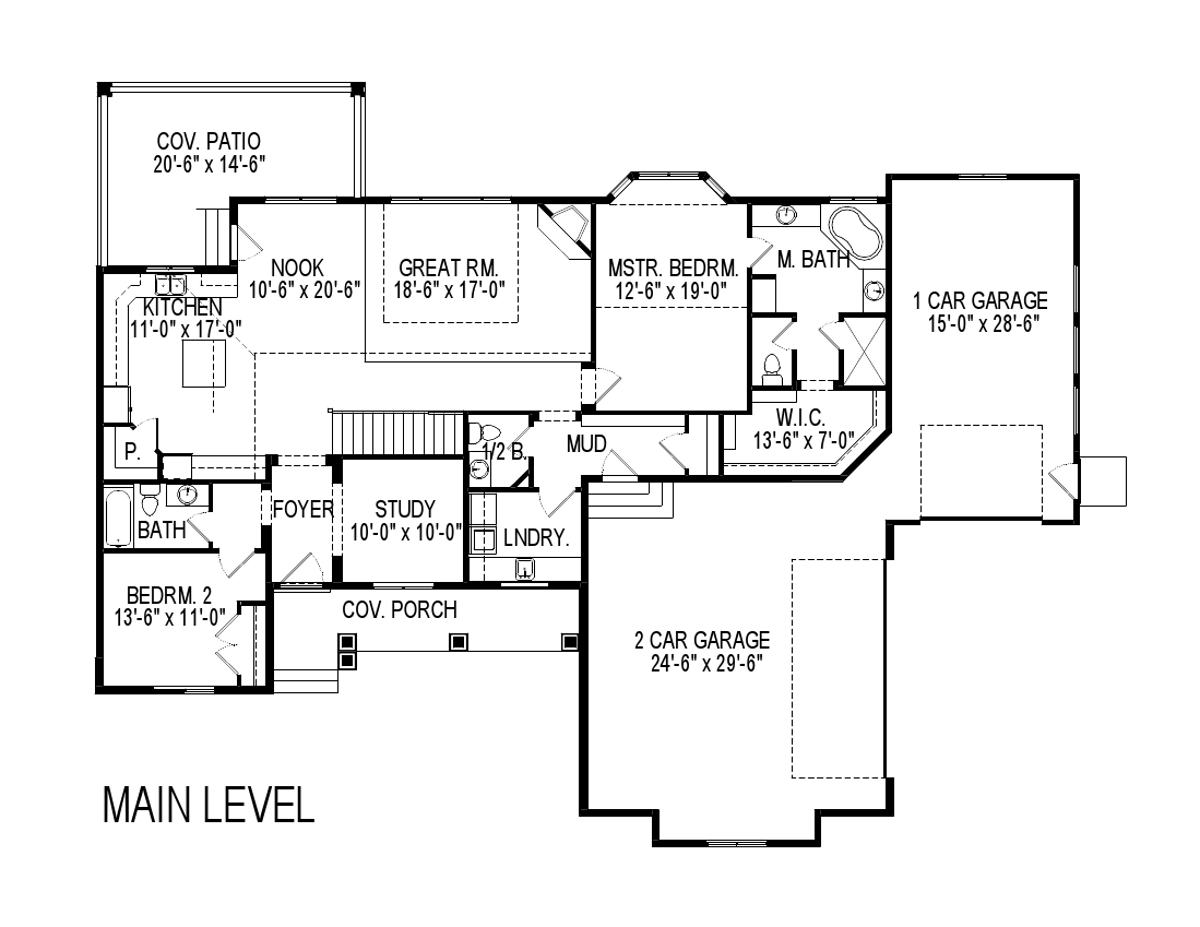 COV. PATIO
20'-6" x 14'-6"
NOOK
10'-6" x 20'-6"
GREAT RM.
18'-6" x 17'-0"
MSTR. BEDRM.
12'-6" x 19'-0"
M. BATH
1 CAR GARAGE
15'-0" x 28'-6"
KITCHEN
11'-0" x 17'-0"
W.I.C.
13'-6" x 7'-0"
P.
1/2 B.
MUD
BATH
FOYER
STUDY
10'-0" x 10'-0"
LNDRY.
BEDRM. 2
13'-6" x 11'-0"
COV. PORCH
2 CAR GARAGE
24'-6" x 29'-6"
MAIN LEVEL